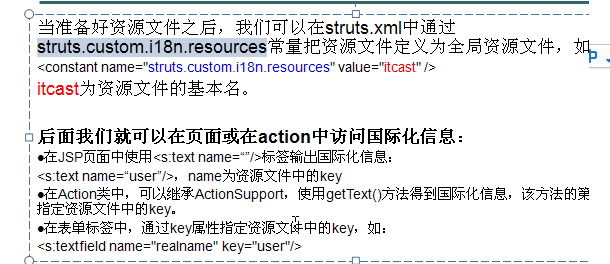 当准备好资源文件之后，我们可以在struts.xml中通过
struts.custom.i18n.resources常量把资源文件定义为全局资源文件，如
<constant name="struts.custom.i18n.resources" value="itcast" />
itcast为资源文件的基本名。
后面我们就可以在页面或在action中访问国际化信息：
●在JSP页面中使用<s:text name=“”/>标签输出国际化信息：
<s:text name=“user”/>，name为资源文件中的key
●在Action类中，可以继承ActionSupport，使用getText()方法得到国际化信息，该方法的第
指定资源文件中的key。
●在表单标签中，通过key属性指定资源文件中的key，如：
<s:textfield name="realname" key="user"/>